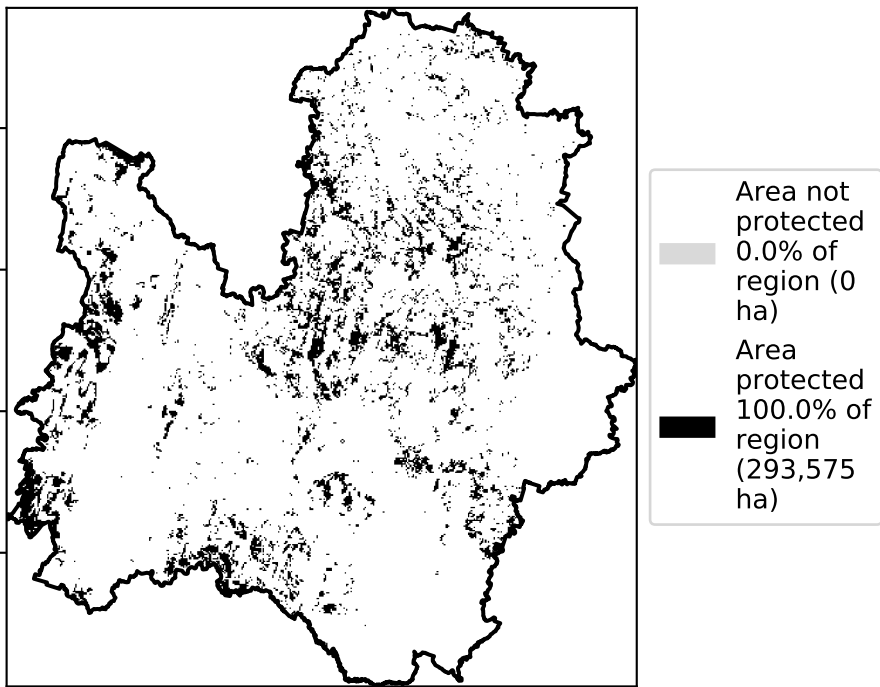 Area not
protected
0.0% of
region (0
ha)
Area
protected
100.0% of
region
(293,575
ha)